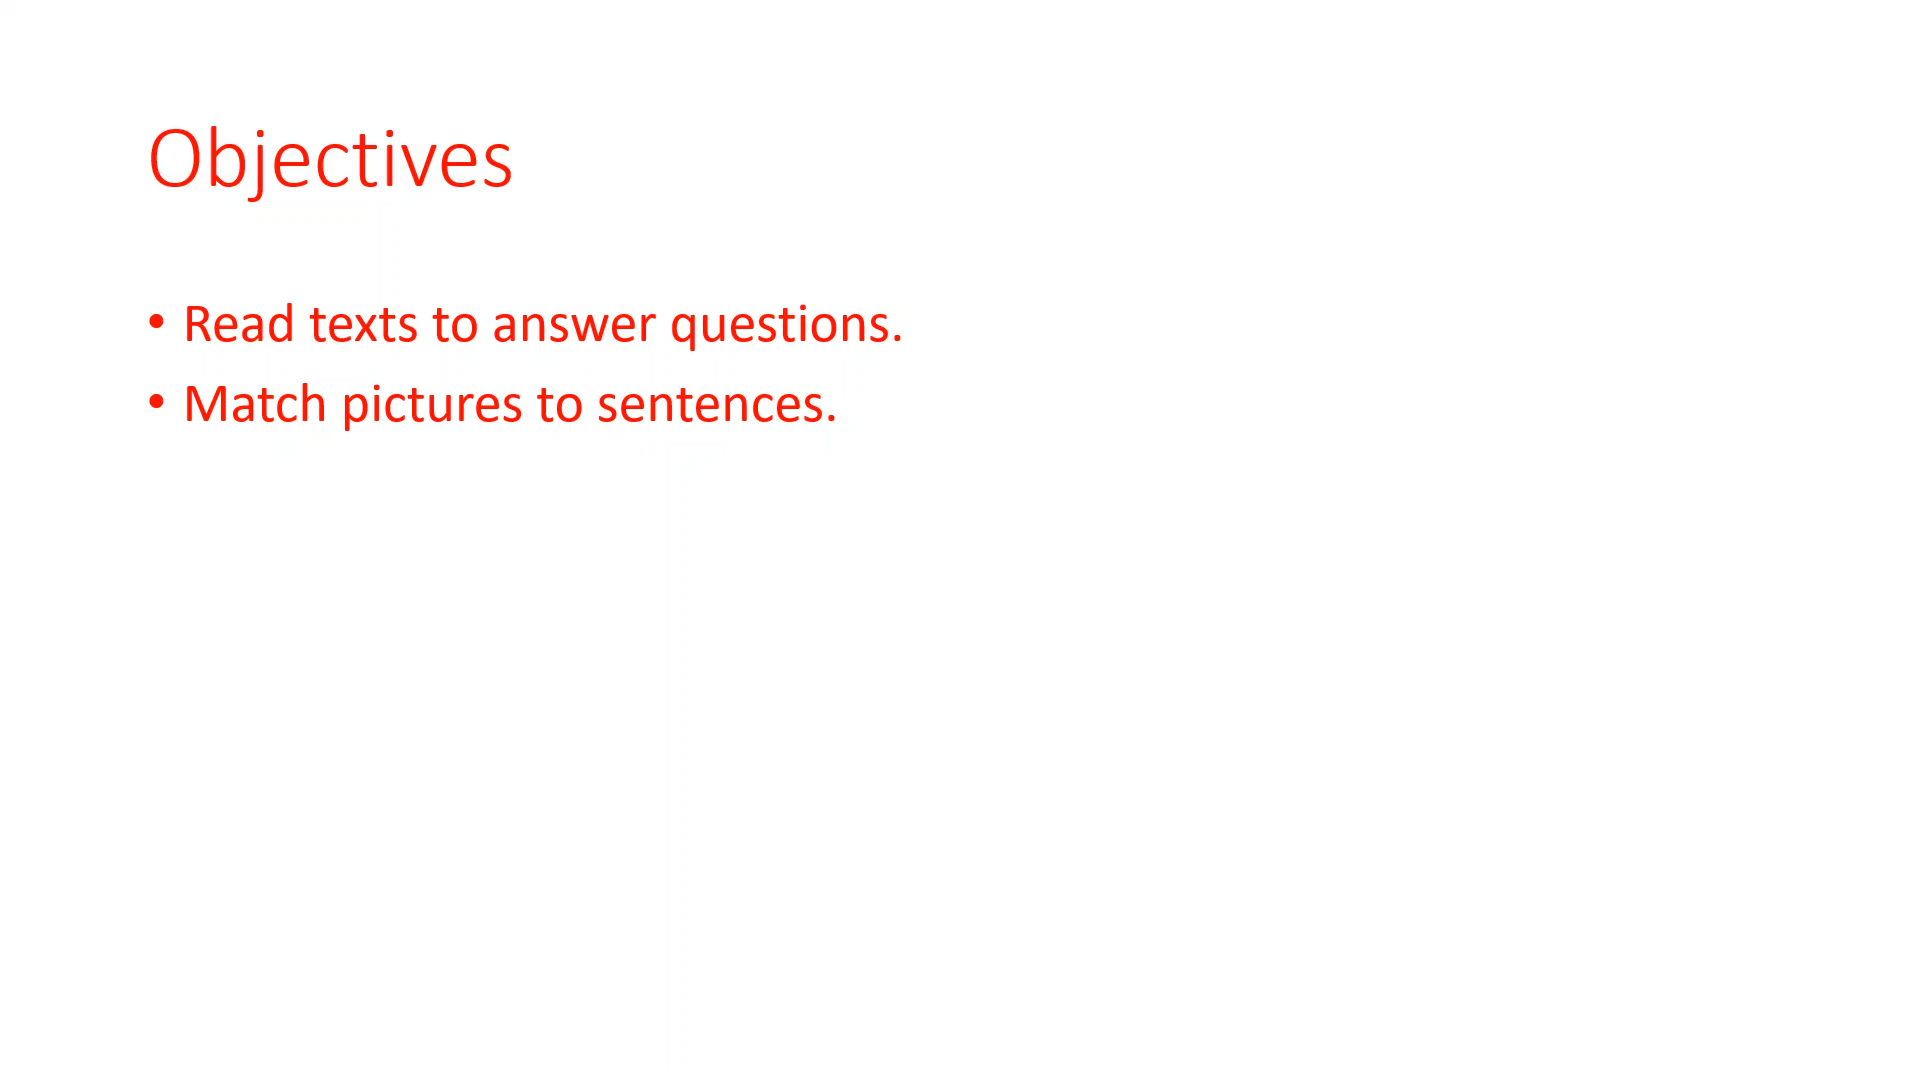 Objectives
• Read texts to answer questions.
• Match pictures to sentences.